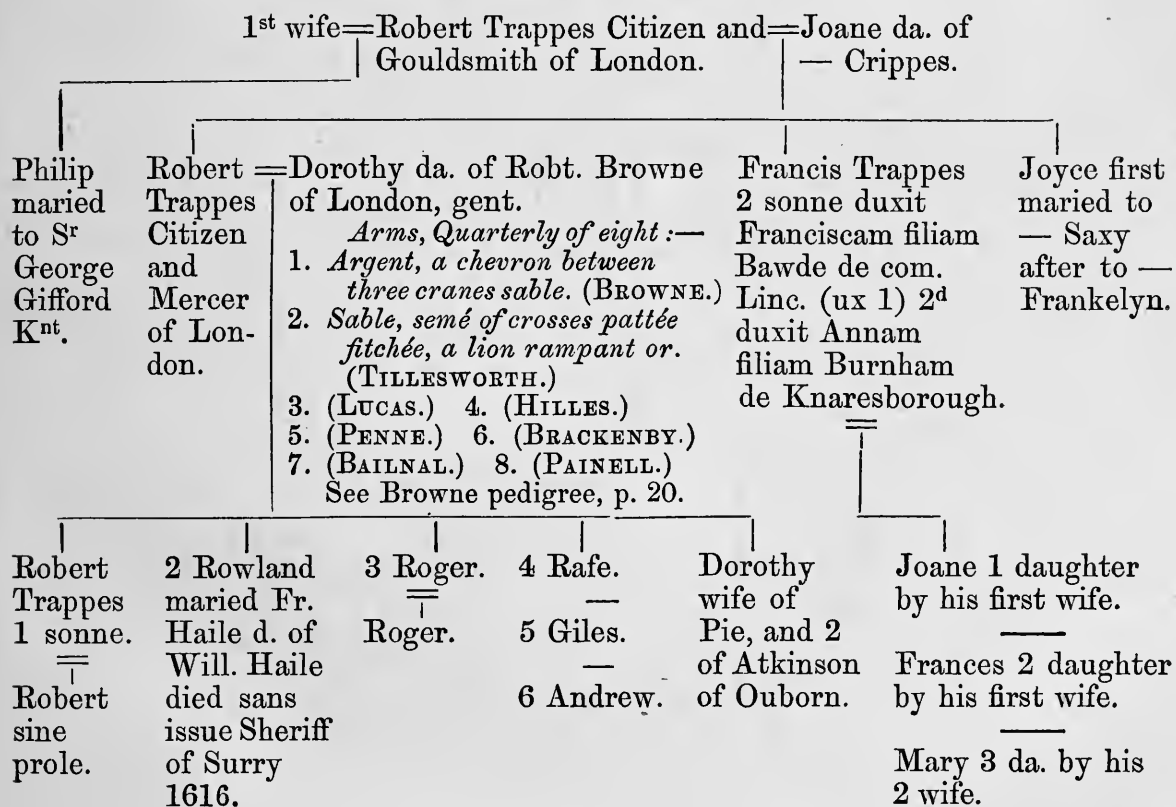 1st wife=Robert Trappes Citizen and=Joane da. of
Gouldsmith of London. — Crippes.
Philip
maried
to Sr
George
Gifford
Knt.
Robert
Trappes
Citizen
and
Mercer
of Lon-
don.
=Dorothy da. of Robt. Browne
of London, gent.
Arms, Quarterly of eight :—
1. Argent, a chevron between
three cranes sable. (BROWNE.)
2. Sable, semé of crosses pattée
fitchée, a lion rampant or.
(TILLESWORTH.)
3. (LUCAS.) 4. (HILLES.)
5. (PENNE.) 6. (BRACKENBY.)
7. (BAILNAL.) 8. (PAINELL.)
See Browne pedigree, p. 20.
Francis Trappes
2 sonne duxit
Franciscam filiam
Bawde de com.
Linc. (ux 1) 2d
duxit Annam
filiam Burnham
de Knaresborough.
=
Joyce first
maried to
— Saxy
after to —
Frankelyn.
Robert
Trappes
1 sonne.
=
Robert
sine
prole.
2 Rowland
maried Fr.
Haile d. of
Will. Haile
died sans
issue Sheriff
of Surry
1616.
3 Roger.
=
Roger.
4 Rafe.
—
5 Giles.
—
6 Andrew.
Dorothy
wife of
Pie, and 2
of Atkinson
of Ouborn.
Joane 1 daughter
by his first wife.
—
Frances 2 daughter
by his first wife.
—
Mary 3 da. by his
2 wife.